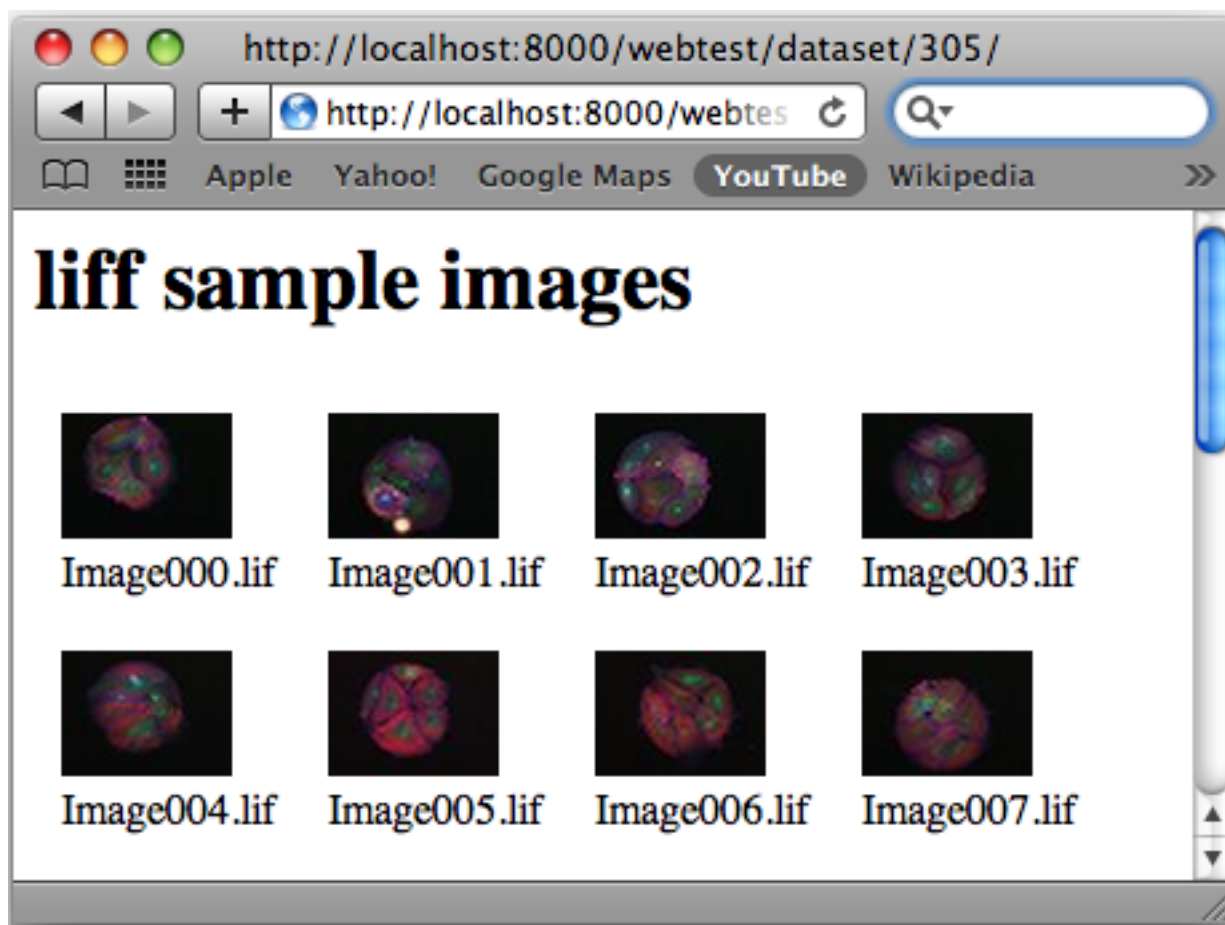 http://localhost:8000/webtest/dataset/305/
http://localhost:8000/webtes
Apple Yahoo! Google Maps YouTube Wikipedia
liff sample images
Image000.lif Image001.lif Image002.lif Image003.lif
Image004.lif Image005.lif Image006.lif Image007.lif